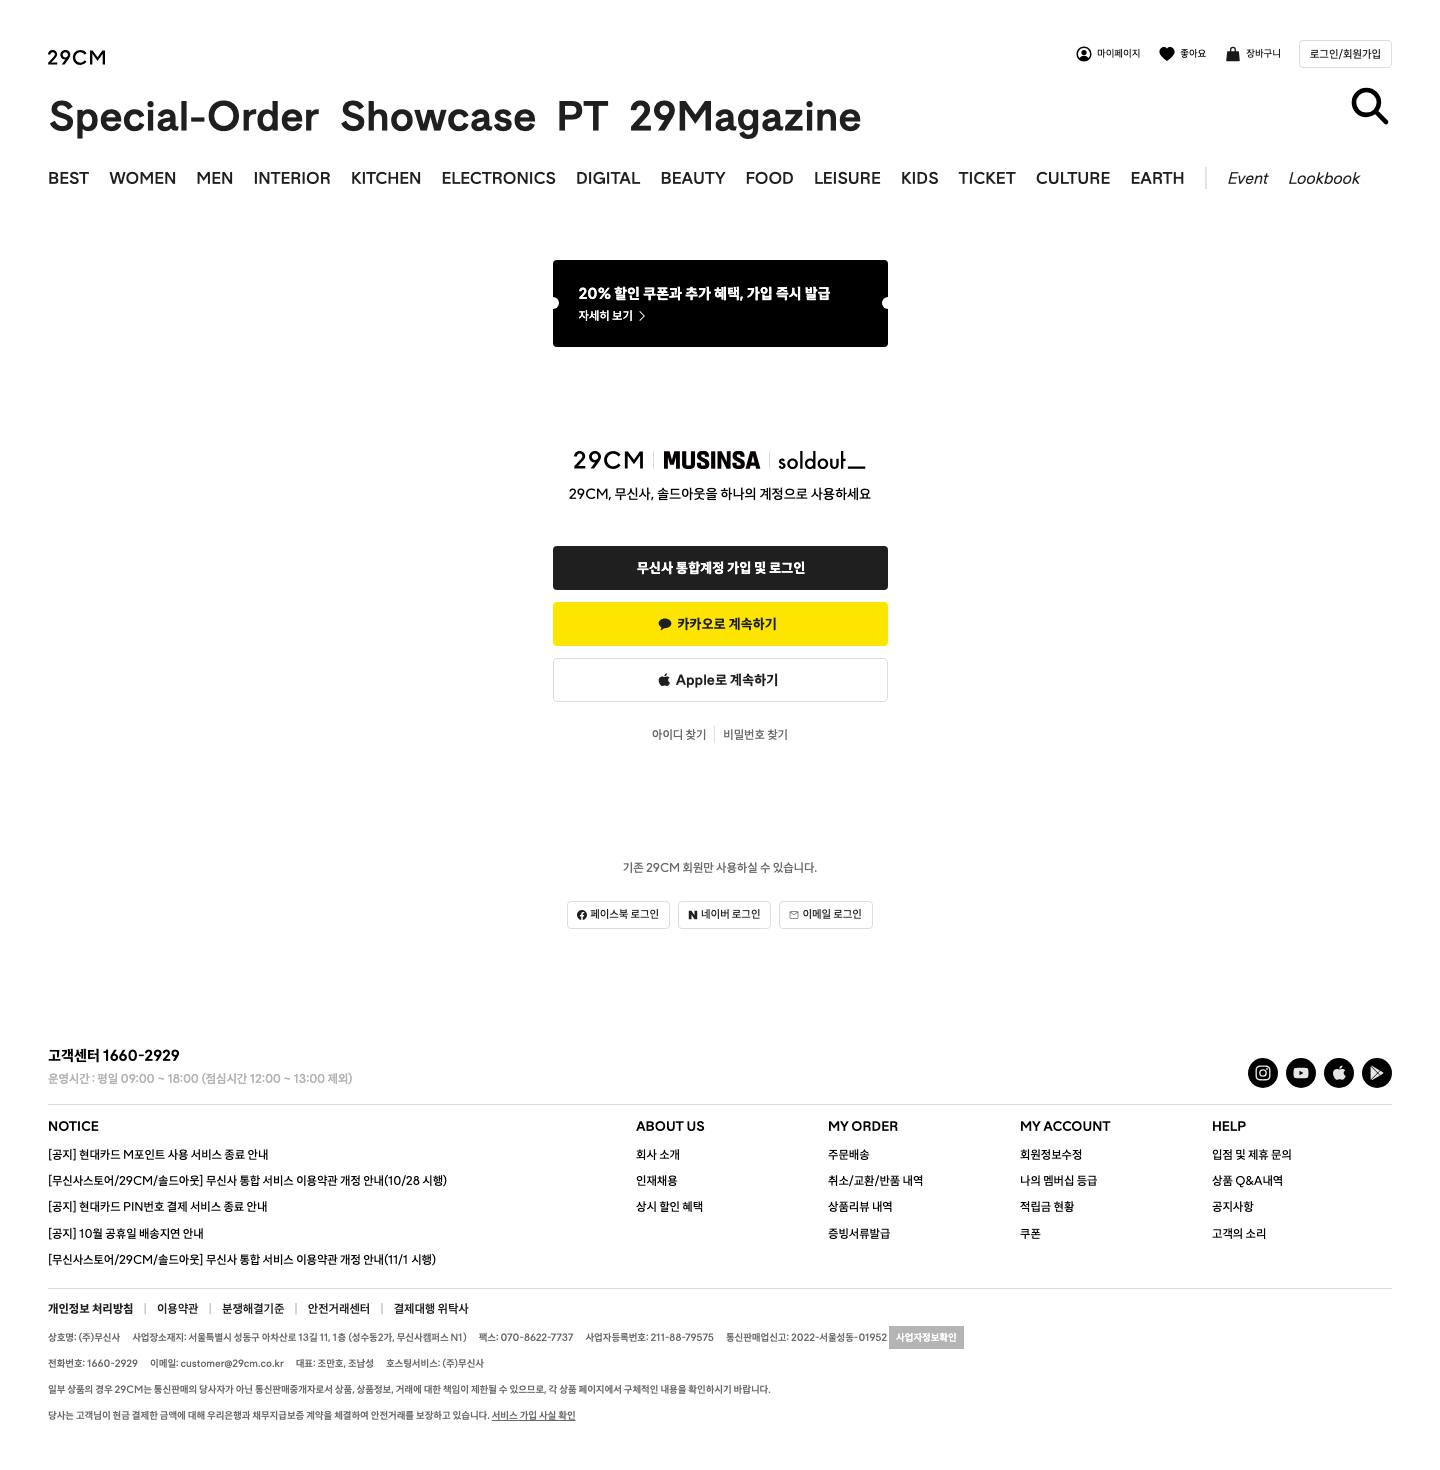 29CM
마이페이지 좋아요 장바구니 로그인/회원가입
Special-Order Showcase PT 29Magazine
BEST WOMEN MEN INTERIOR KITCHEN ELECTRONICS DIGITAL BEAUTY FOOD LEISURE KIDS TICKET CULTURE EARTH Event Lookbook
20% 할인 쿠폰과 추가 혜택, 가입 즉시 발급
자세히 보기
29CM MUSINSA soldout_
29CM, 무신사, 솔드아웃을 하나의 계정으로 사용하세요
무신사 통합계정 가입 및 로그인
카카오로 계속하기
Apple로 계속하기
아이디 찾기 비밀번호 찾기
기존 29CM 회원만 사용하실 수 있습니다.
페이스북 로그인 네이버 로그인 이메일 로그인
고객센터 1660-2929
운영시간 : 평일 09:00 ~ 18:00 (점심시간 12:00 ~ 13:00 제외)
NOTICE
[공지] 현대카드 M포인트 사용 서비스 종료 안내
[무신사스토어/29CM/솔드아웃] 무신사 통합 서비스 이용약관 개정 안내(10/28 시행)
[공지] 현대카드 PIN번호 결제 서비스 종료 안내
[공지] 10월 공휴일 배송지연 안내
[무신사스토어/29CM/솔드아웃] 무신사 통합 서비스 이용약관 개정 안내(11/1 시행)
ABOUT US
회사 소개
인재채용
상시 할인 혜택
MY ORDER
주문배송
취소/교환/반품 내역
상품리뷰 내역
증빙서류발급
MY ACCOUNT
회원정보수정
나의 멤버십 등급
적립금 현황
쿠폰
HELP
입점 및 제휴 문의
상품 Q&A내역
공지사항
고객의 소리
개인정보 처리방침 | 이용약관 | 분쟁해결기준 | 안전거래센터 | 결제대행 위탁사
상호명: (주)무신사 사업장소재지: 서울특별시 성동구 아차산로 13길 11, 1층 (성수동2가, 무신사캠퍼스 N1) 팩스: 070-8622-7737 사업자등록번호: 211-88-79575 통신판매업신고: 2022-서울성동-01952 사업자정보확인
전화번호: 1660-2929 이메일: customer@29cm.co.kr 대표: 조만호, 조남성 호스팅서비스: (주)무신사
일부 상품의 경우 29CM는 통신판매의 당사자가 아닌 통신판매중개자로서 상품, 상품정보, 거래에 대한 책임이 제한될 수 있으므로, 각 상품 페이지에서 구체적인 내용을 확인하시기 바랍니다.
당사는 고객님이 현금 결제한 금액에 대해 우리은행과 채무지급보증 계약을 체결하여 안전거래를 보장하고 있습니다. 서비스 가입 사실 확인